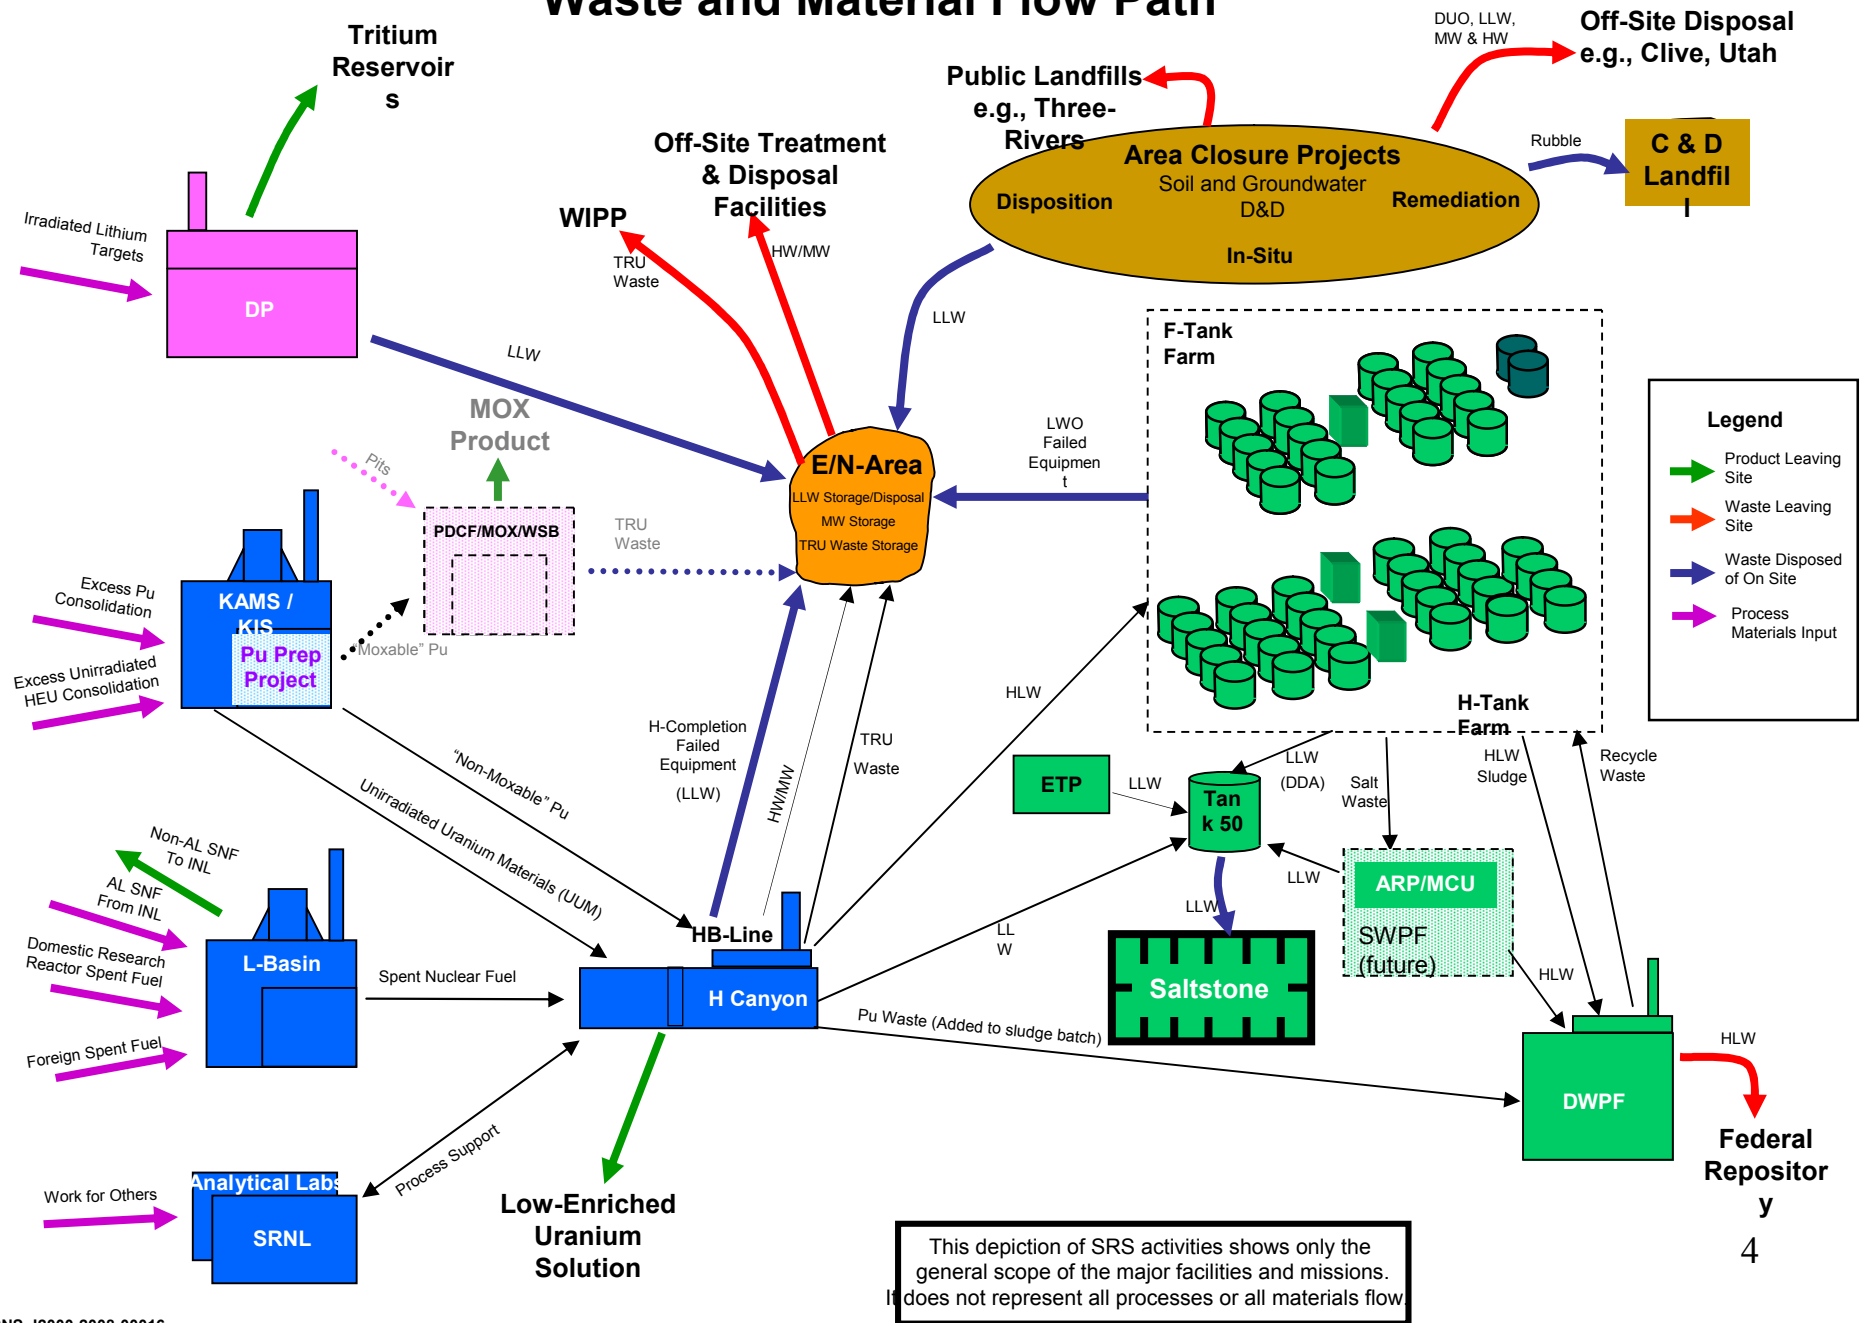 Waste and Material Flow Path
Tritium
Reservoir
s
DUO, LLW,
MW & HW
Off-Site Disposal
e.g., Clive, Utah
Public Landfills
e.g., Three-
Rivers
Off-Site Treatment
& Disposal
Facilities
WIPP
TRU
Waste
HW/MW
Area Closure Projects
Soil and Groundwater
D&D
Disposition
Remediation
In-Situ
Rubble
C & D
Landfil
l
Irradiated Lithium
Targets
DP
LLW
LLW
MOX
Product
Pits
PDCF/MOX/WSB
TRU
Waste
"Moxable" Pu
E/N-Area
LLW Storage/Disposal
MW Storage
TRU Waste Storage
LWO
Failed
Equipmen
t
F-Tank
Farm
H-Tank
Farm
Legend
Product Leaving
Site
Waste Leaving
Site
Waste Disposed
of On Site
Process
Materials Input
Excess Pu
Consolidation
Excess Unirradiated
HEU Consolidation
KAMS /
KIS
Pu Prep
Project
"Non-Moxable" Pu
Unirradiated Uranium Materials (UUM)
H-Completion
Failed
Equipment
(LLW)
HW/MW
TRU
Waste
HLW
ETP
LLW
Tan
k 50
LLW
(DDA)
Salt
Waste
HLW
Sludge
Recycle
Waste
LLW
ARP/MCU
SWPF
(future)
HLW
LLW
Saltstone
LL
W
Non-AL SNF
To INL
AL SNF
From INL
Domestic Research
Reactor Spent Fuel
Foreign Spent Fuel
L-Basin
Spent Nuclear Fuel
HB-Line
H Canyon
Pu Waste (Added to sludge batch)
DWPF
HLW
Federal
Repositor
y
Process Support
Work for Others
Analytical Labs
SRNL
Low-Enriched
Uranium
Solution
This depiction of SRS activities shows only the
general scope of the major facilities and missions.
It does not represent all processes or all materials flow.
4